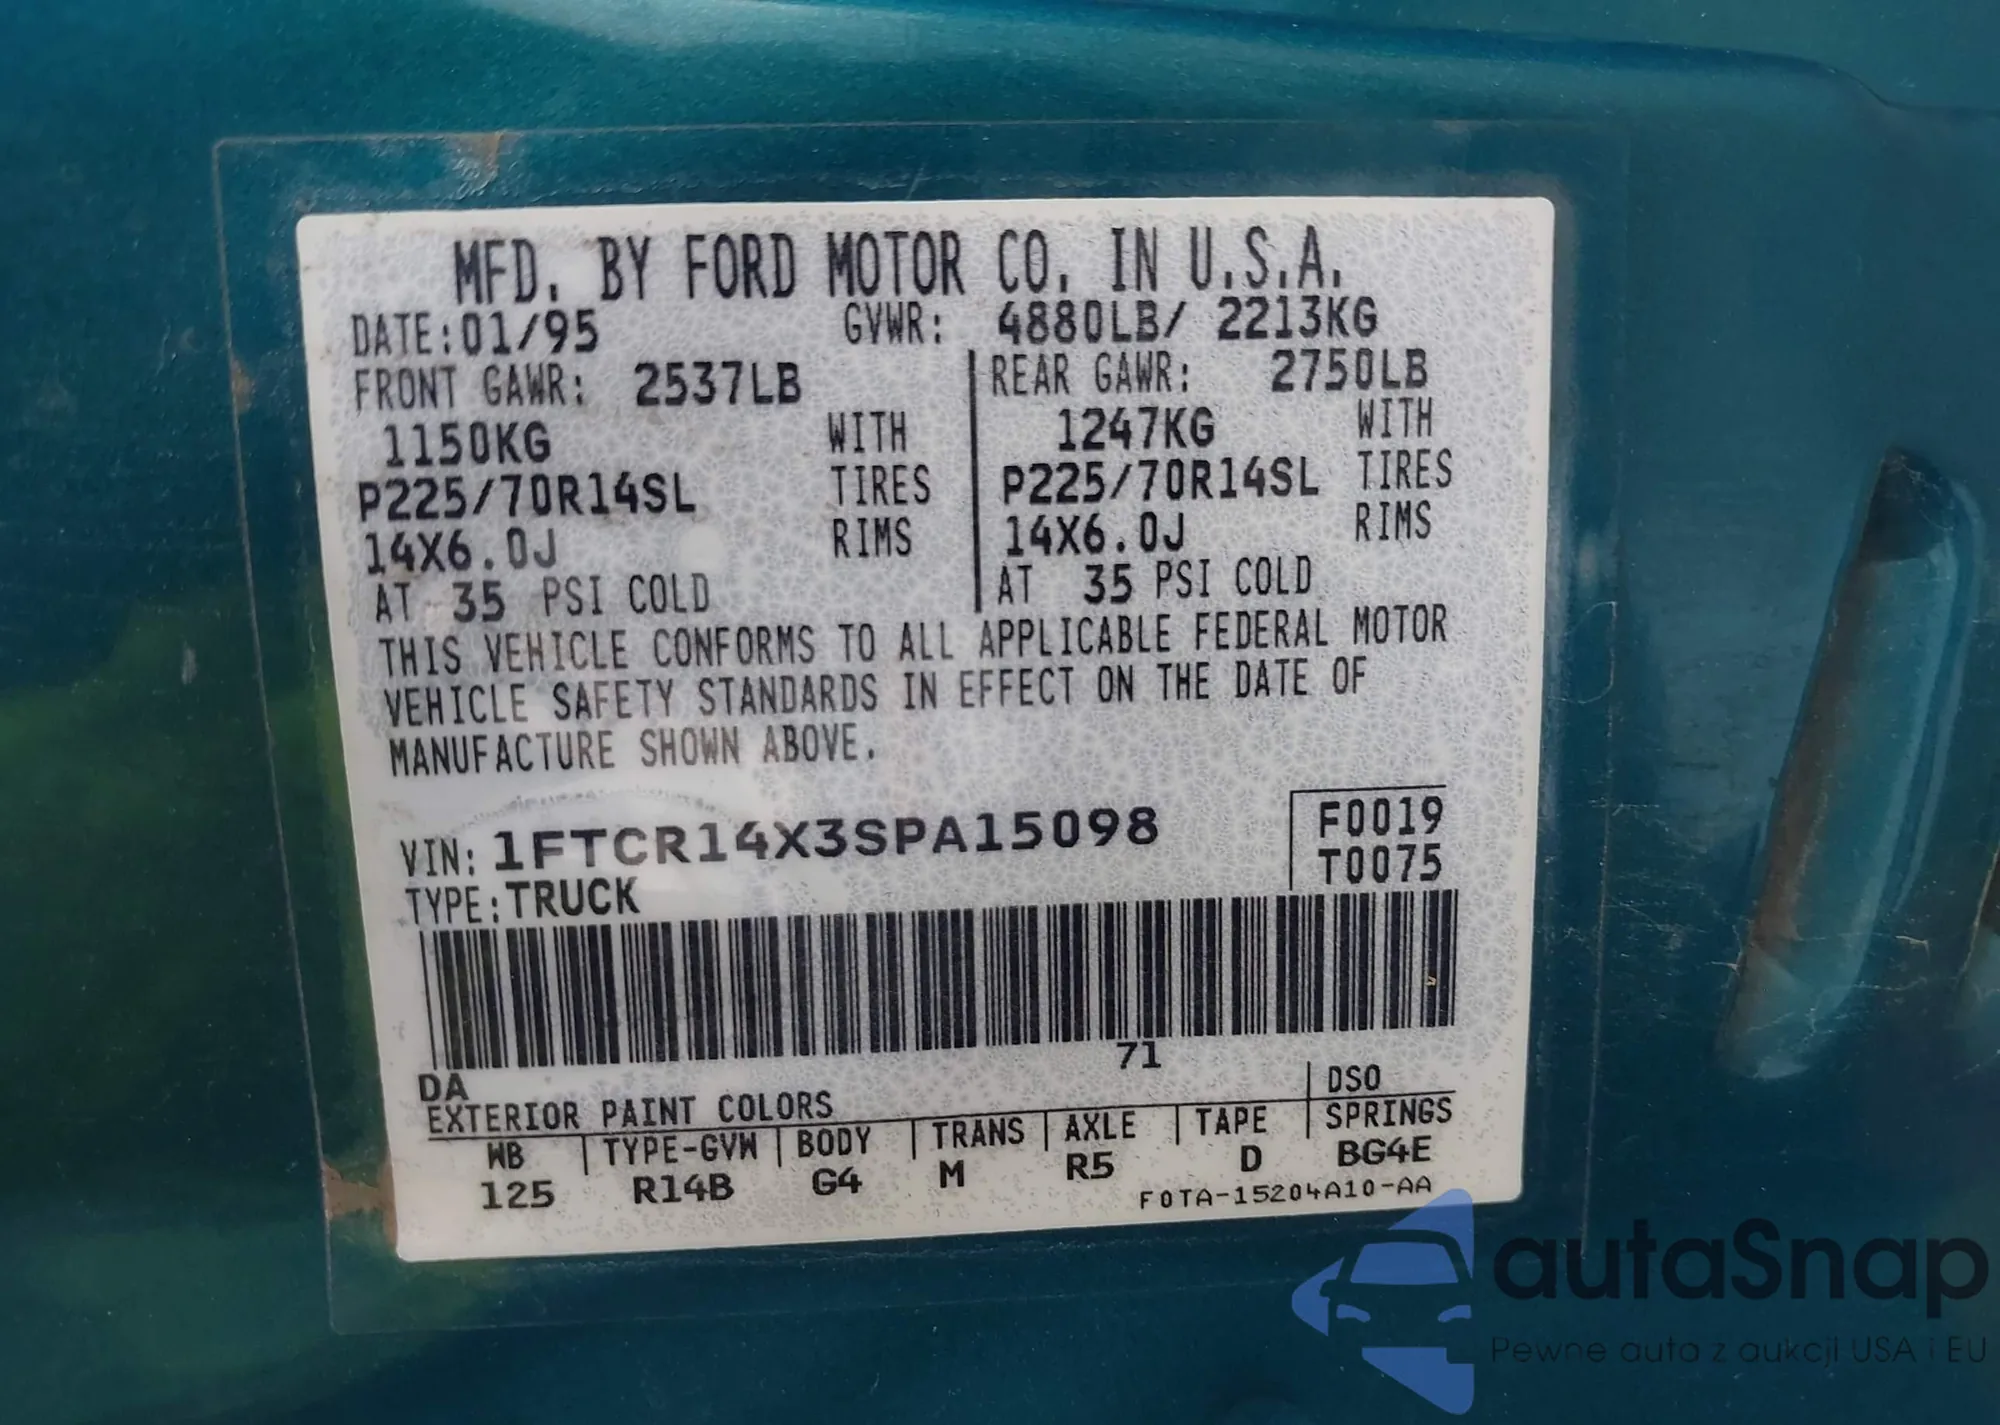 MFD. BY FORD MOTOR CO. IN U.S.A.
DATE:01/95 GVWR: 4880LB/ 2213KG
FRONT GAWR: 2537LB REAR GAWR: 2750LB
1150KG WITH 1247KG WITH
P225/70R14SL TIRES P225/70R14SL TIRES
14X6.0J RIMS 14X6.0J RIMS
AT 35 PSI COLD AT 35 PSI COLD
THIS VEHICLE CONFORMS TO ALL APPLICABLE FEDERAL MOTOR
VEHICLE SAFETY STANDARDS IN EFFECT ON THE DATE OF
MANUFACTURE SHOWN ABOVE.
VIN: 1FTCR14X3SPA15098 F0019
TYPE:TRUCK T0075
71
DA
EXTERIOR PAINT COLORS DSO
WB TYPE-GVW BODY TRANS AXLE TAPE SPRINGS
125 R14B G4 M R5 D BG4E
F0TA-15204A10-AA
autaSnap
Pewne auta z aukcji USA i EU